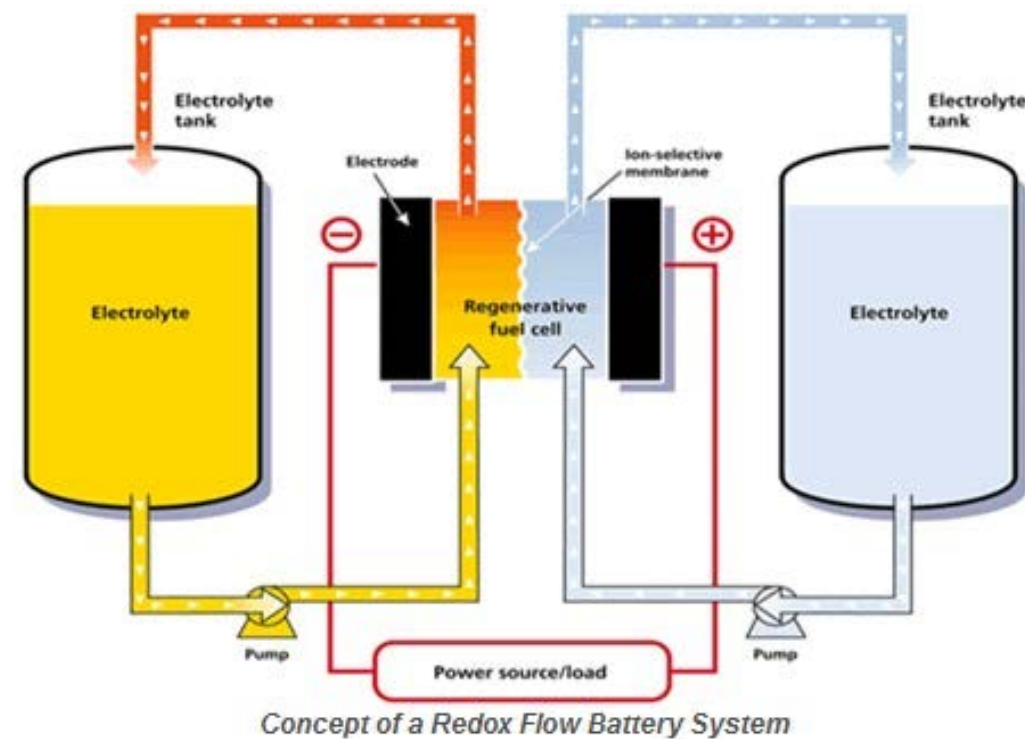 Electrolyte
tank
Electrolyte
tank
Electrode
Ion-selective
membrane
−
+
Electrolyte
Regenerative
fuel cell
Electrolyte
Pump
Pump
Power source/load
Concept of a Redox Flow Battery System